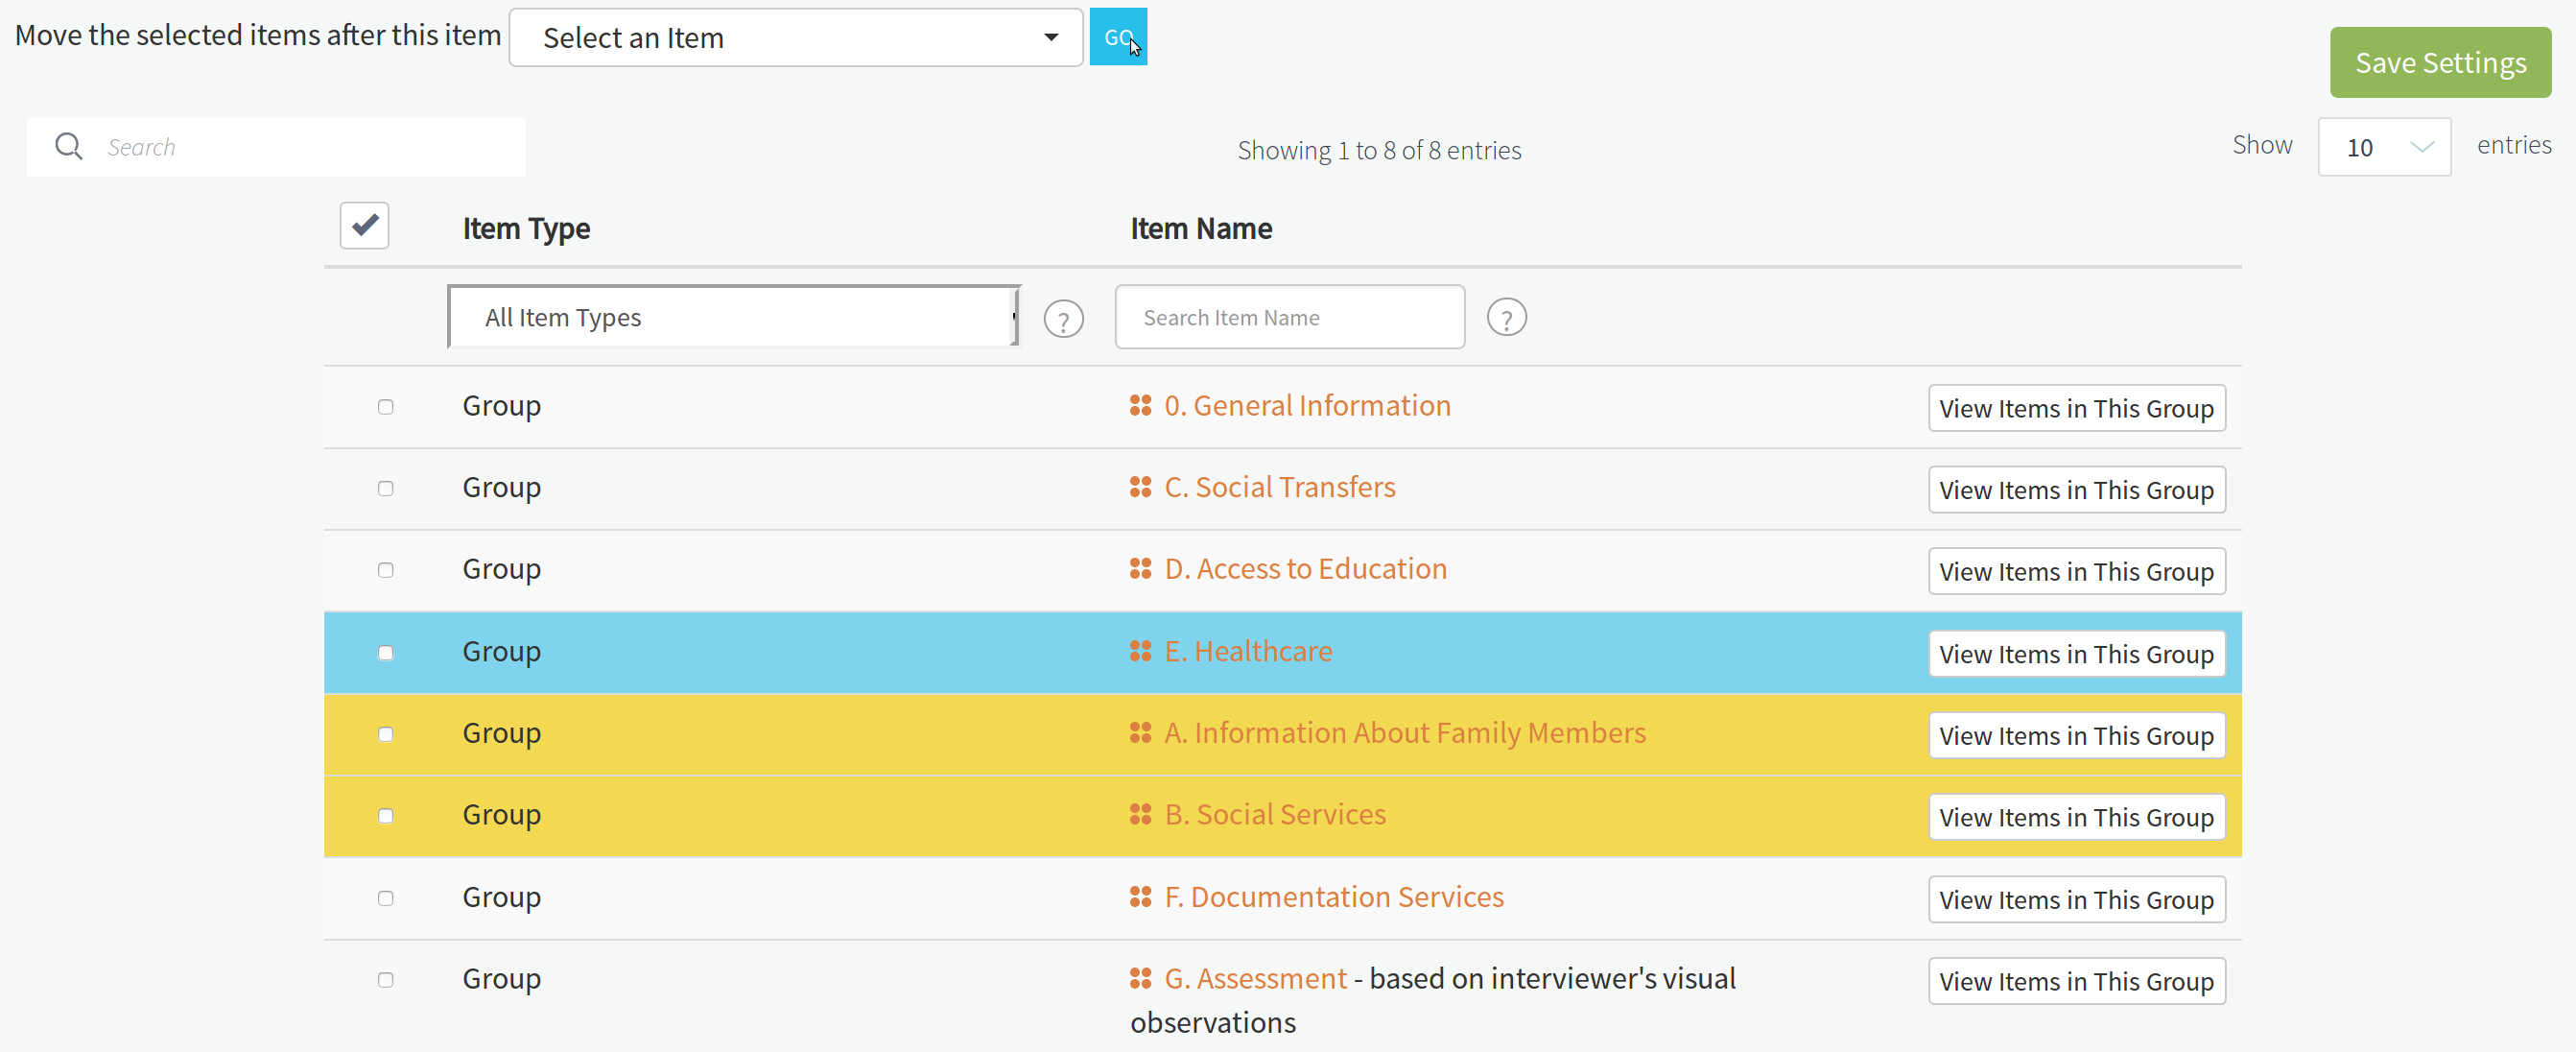 Move the selected items after this item Select an Item GO
Save Settings
Search Showing 1 to 8 of 8 entries Show 10 entries
Item Type Item Name
All Item Types ? Search Item Name ?
Group 0. General Information View Items in This Group
Group C. Social Transfers View Items in This Group
Group D. Access to Education View Items in This Group
Group E. Healthcare View Items in This Group
Group A. Information About Family Members View Items in This Group
Group B. Social Services View Items in This Group
Group F. Documentation Services View Items in This Group
Group G. Assessment - based on interviewer's visual View Items in This Group
observations